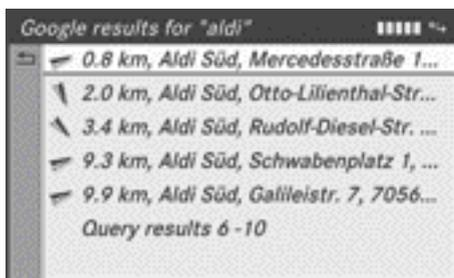 Google results for "aldi"
0.8 km, Aldi Süd, Mercedesstraße 1...
2.0 km, Aldi Süd, Otto-Lilienthal-Str...
3.4 km, Aldi Süd, Rudolf-Diesel-Str. ...
9.3 km, Aldi Süd, Schwabenplatz 1, ...
9.9 km, Aldi Süd, Galileistr. 7, 7056...
Query results 6 -10